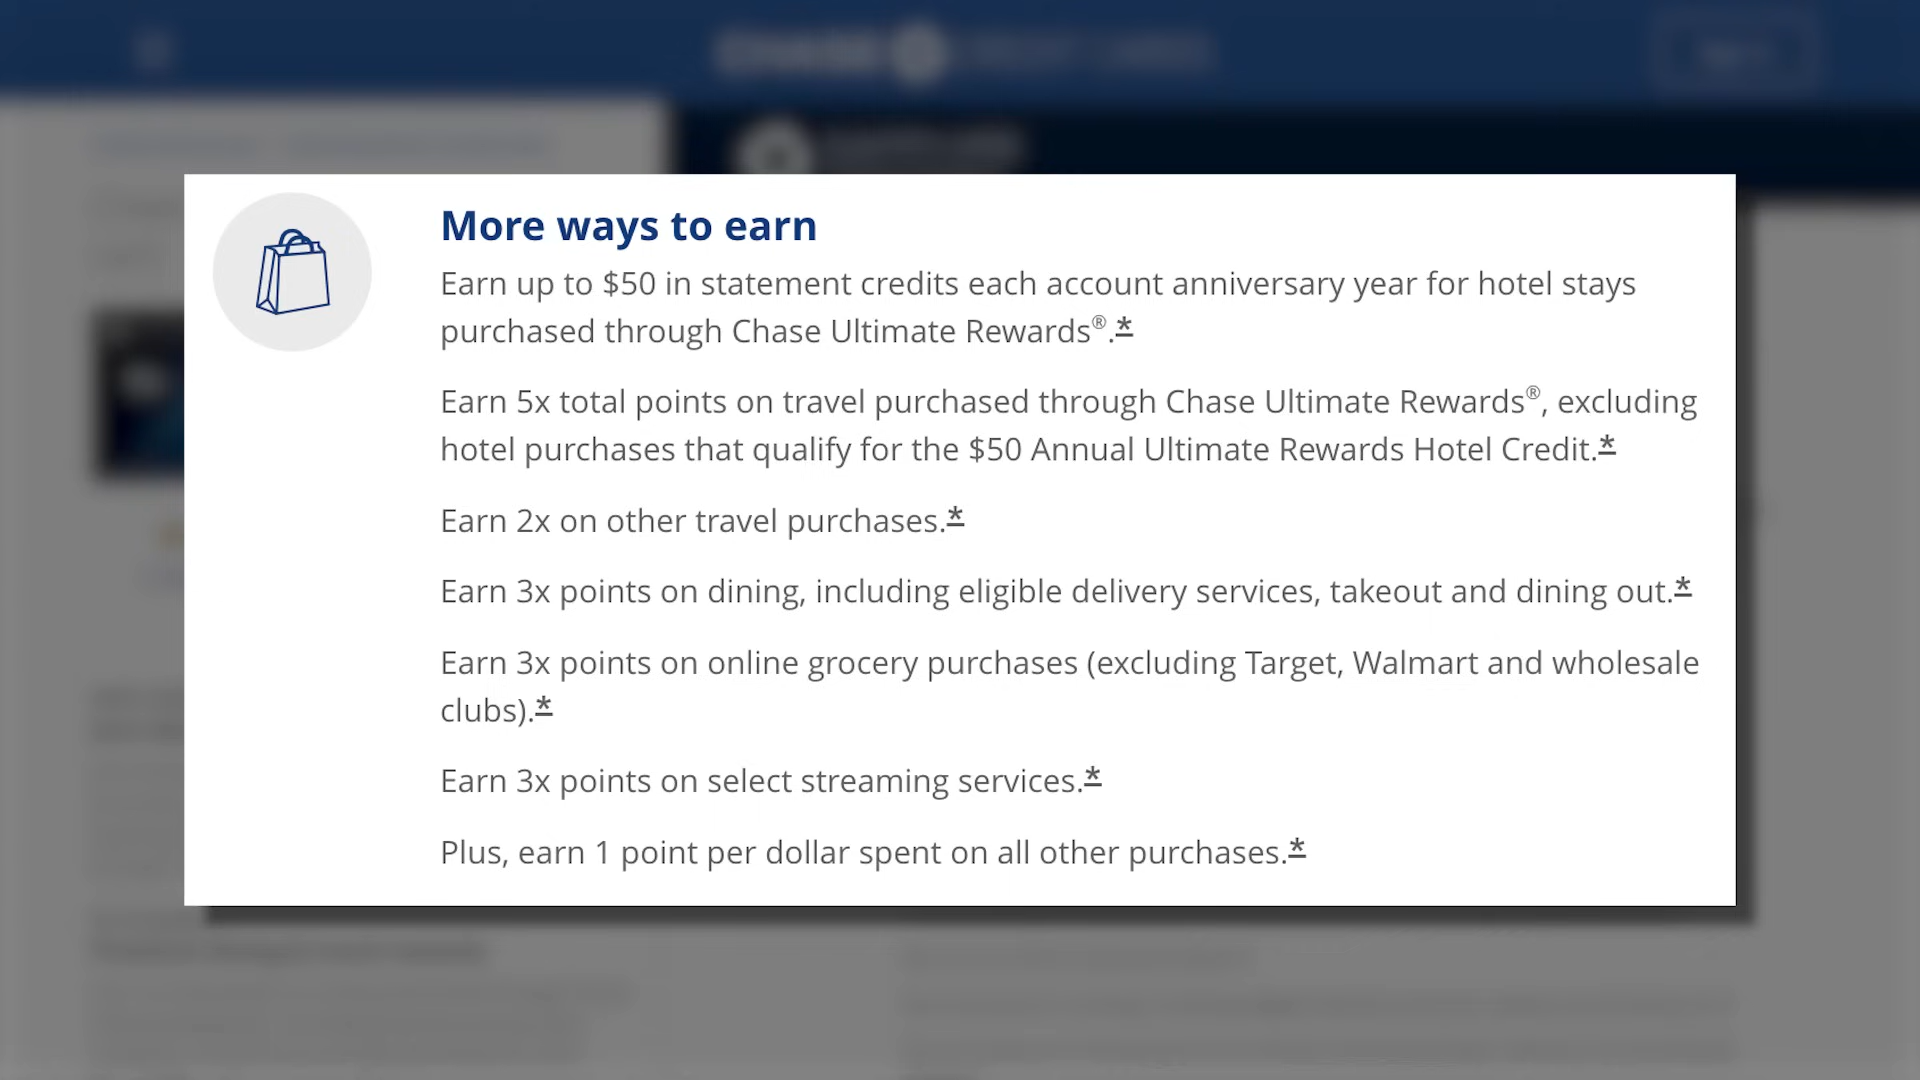 More ways to earn
Earn up to $50 in statement credits each account anniversary year for hotel stays
purchased through Chase Ultimate Rewards®.*
Earn 5x total points on travel purchased through Chase Ultimate Rewards®, excluding
hotel purchases that qualify for the $50 Annual Ultimate Rewards Hotel Credit.*
Earn 2x on other travel purchases.*
Earn 3x points on dining, including eligible delivery services, takeout and dining out.*
Earn 3x points on online grocery purchases (excluding Target, Walmart and wholesale
clubs).*
Earn 3x points on select streaming services.*
Plus, earn 1 point per dollar spent on all other purchases.*